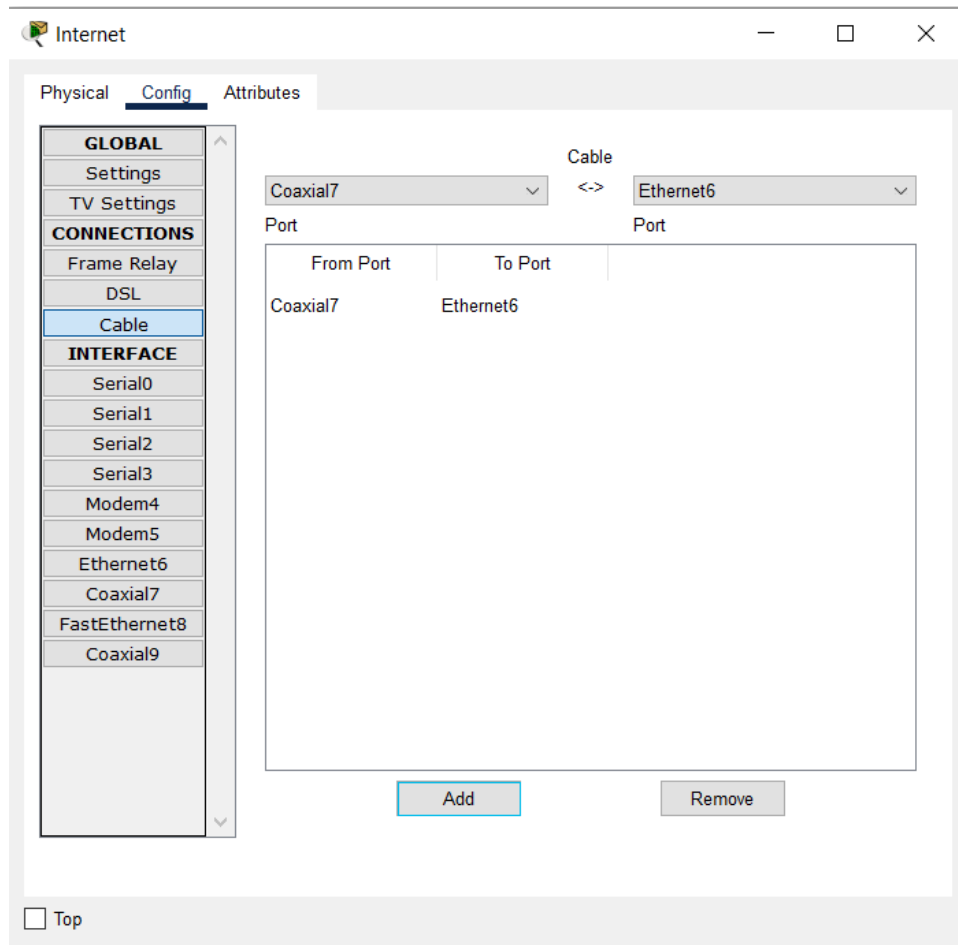 Internet
Physical Config Attributes
GLOBAL
Settings
TV Settings
CONNECTIONS
Frame Relay
DSL
Cable
INTERFACE
Serial0
Serial1
Serial2
Serial3
Modem4
Modem5
Ethernet6
Coaxial7
FastEthernet8
Coaxial9
Cable
Coaxial7 <-> Ethernet6
Port Port
From Port To Port
Coaxial7 Ethernet6
Add Remove
Top